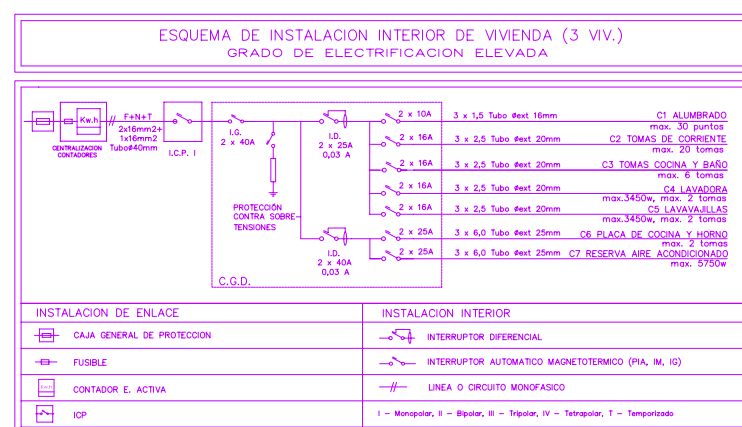 ESQUEMA DE INSTALACION INTERIOR DE VIVIENDA (3 VIV.)
GRADO DE ELECTRIFICACION ELEVADA
Kw.h
F+N+T
2x16mm2+
1x16mm2
Tuboø40mm
CENTRALIZACION
CONTADORES
I.C.P. I
I.G.
2 x 40A
I.D.
2 x 25A
0,03 A
PROTECCIÓN
CONTRA SOBRE-
TENSIONES
I.D.
2 x 40A
0,03 A
C.G.D.
2 x 10A 3 x 1,5 Tubo øext 16mm C1 ALUMBRADO
max. 30 puntos
2 x 16A 3 x 2,5 Tubo øext 20mm C2 TOMAS DE CORRIENTE
max. 20 tomas
2 x 16A 3 x 2,5 Tubo øext 20mm C3 TOMAS COCINA Y BAÑO
max. 6 tomas
2 x 16A 3 x 2,5 Tubo øext 20mm C4 LAVADORA
max.3450w, max. 2 tomas
2 x 16A 3 x 2,5 Tubo øext 20mm C5 LAVAVAJILLAS
max.3450w, max. 2 tomas
2 x 25A 3 x 6,0 Tubo øext 25mm C6 PLACA DE COCINA Y HORNO
max. 2 tomas
2 x 25A 3 x 6,0 Tubo øext 25mm C7 RESERVA AIRE ACONDICIONADO
max. 5750w
INSTALACION DE ENLACE
CAJA GENERAL DE PROTECCION
FUSIBLE
Kw.h CONTADOR E. ACTIVA
ICP
INSTALACION INTERIOR
INTERRUPTOR DIFERENCIAL
INTERRUPTOR AUTOMATICO MAGNETOTERMICO (PIA, IM, IG)
LINEA O CIRCUITO MONOFASICO
I - Monopolar, II - Bipolar, III - Tripolar, IV - Tetrapolar, T - Temporizado